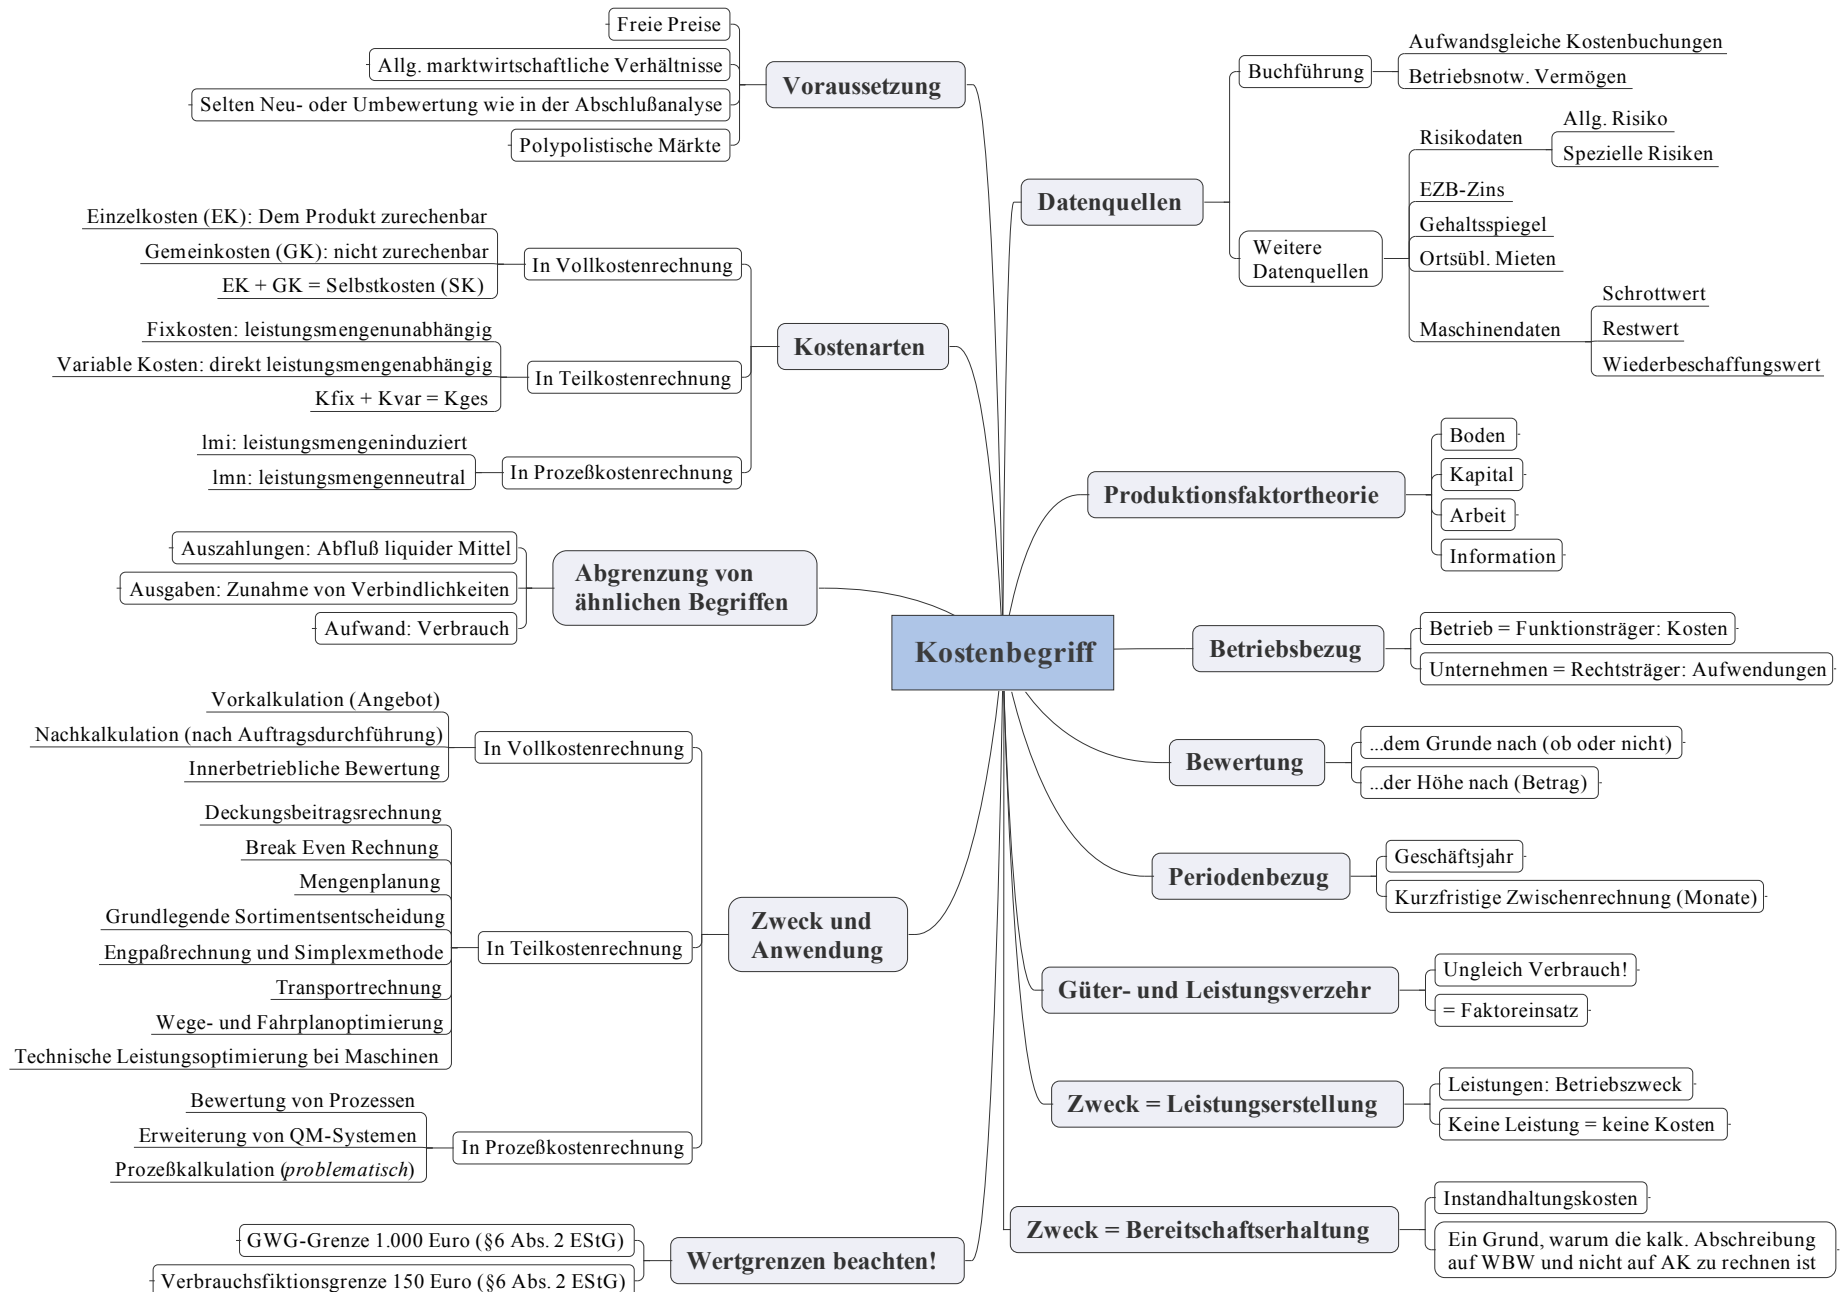 Kostenbegriff
Voraussetzung
Freie Preise
Allg. marktwirtschaftliche Verhältnisse
Selten Neu- oder Umbewertung wie in der Abschlußanalyse
Polypolistische Märkte
Kostenarten
In Vollkostenrechnung
Einzelkosten (EK): Dem Produkt zurechenbar
Gemeinkosten (GK): nicht zurechenbar
EK + GK = Selbstkosten (SK)
In Teilkostenrechnung
Fixkosten: leistungsmengenunabhängig
Variable Kosten: direkt leistungsmengenabhängig
Kfix + Kvar = Kges
In Prozeßkostenrechnung
lmi: leistungsmengeninduziert
lmn: leistungsmengenneutral
Abgrenzung von
ähnlichen Begriffen
Auszahlungen: Abfluß liquider Mittel
Ausgaben: Zunahme von Verbindlichkeiten
Aufwand: Verbrauch
Zweck und
Anwendung
In Vollkostenrechnung
Vorkalkulation (Angebot)
Nachkalkulation (nach Auftragsdurchführung)
Innerbetriebliche Bewertung
In Teilkostenrechnung
Deckungsbeitragsrechnung
Break Even Rechnung
Mengenplanung
Grundlegende Sortimentsentscheidung
Engpaßrechnung und Simplexmethode
Transportrechnung
Wege- und Fahrplanoptimierung
Technische Leistungsoptimierung bei Maschinen
In Prozeßkostenrechnung
Bewertung von Prozessen
Erweiterung von QM-Systemen
Prozeßkalkulation (problematisch)
Wertgrenzen beachten!
GWG-Grenze 1.000 Euro (§6 Abs. 2 EStG)
Verbrauchsfiktionsgrenze 150 Euro (§6 Abs. 2 EStG)
Datenquellen
Buchführung
Aufwandsgleiche Kostenbuchungen
Betriebsnotw. Vermögen
Weitere
Datenquellen
Risikodaten
Allg. Risiko
Spezielle Risiken
EZB-Zins
Gehaltsspiegel
Ortsübl. Mieten
Maschinendaten
Schrottwert
Restwert
Wiederbeschaffungswert
Produktionsfaktortheorie
Boden
Kapital
Arbeit
Information
Betriebsbezug
Betrieb = Funktionsträger: Kosten
Unternehmen = Rechtsträger: Aufwendungen
Bewertung
...dem Grunde nach (ob oder nicht)
...der Höhe nach (Betrag)
Periodenbezug
Geschäftsjahr
Kurzfristige Zwischenrechnung (Monate)
Güter- und Leistungsverzehr
Ungleich Verbrauch!
= Faktoreinsatz
Zweck = Leistungserstellung
Leistungen: Betriebszweck
Keine Leistung = keine Kosten
Zweck = Bereitschaftserhaltung
Instandhaltungskosten
Ein Grund, warum die kalk. Abschreibung
auf WBW und nicht auf AK zu rechnen ist